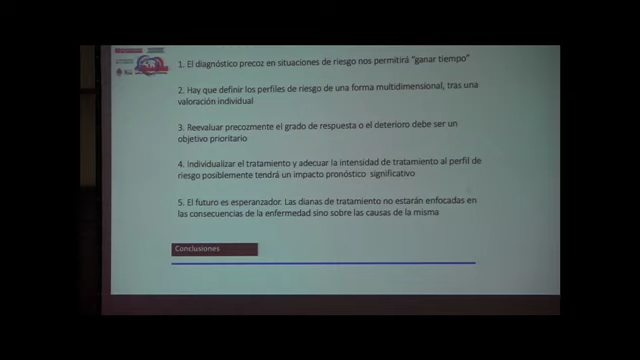 1. El diagnóstico precoz en situaciones de riesgo nos permitirá "ganar tiempo"
2. Hay que definir los perfiles de riesgo de una forma multidimensional, tras una
valoración individual
3. Reevaluar precozmente el grado de respuesta o el deterioro debe ser un
objetivo prioritario
4. Individualizar el tratamiento y adecuar la intensidad de tratamiento al perfil de
riesgo posiblemente tendrá un impacto pronóstico significativo
5. El futuro es esperanzador. Las dianas de tratamiento no estarán enfocadas en
las consecuencias de la enfermedad sino sobre las causas de la misma
Conclusiones